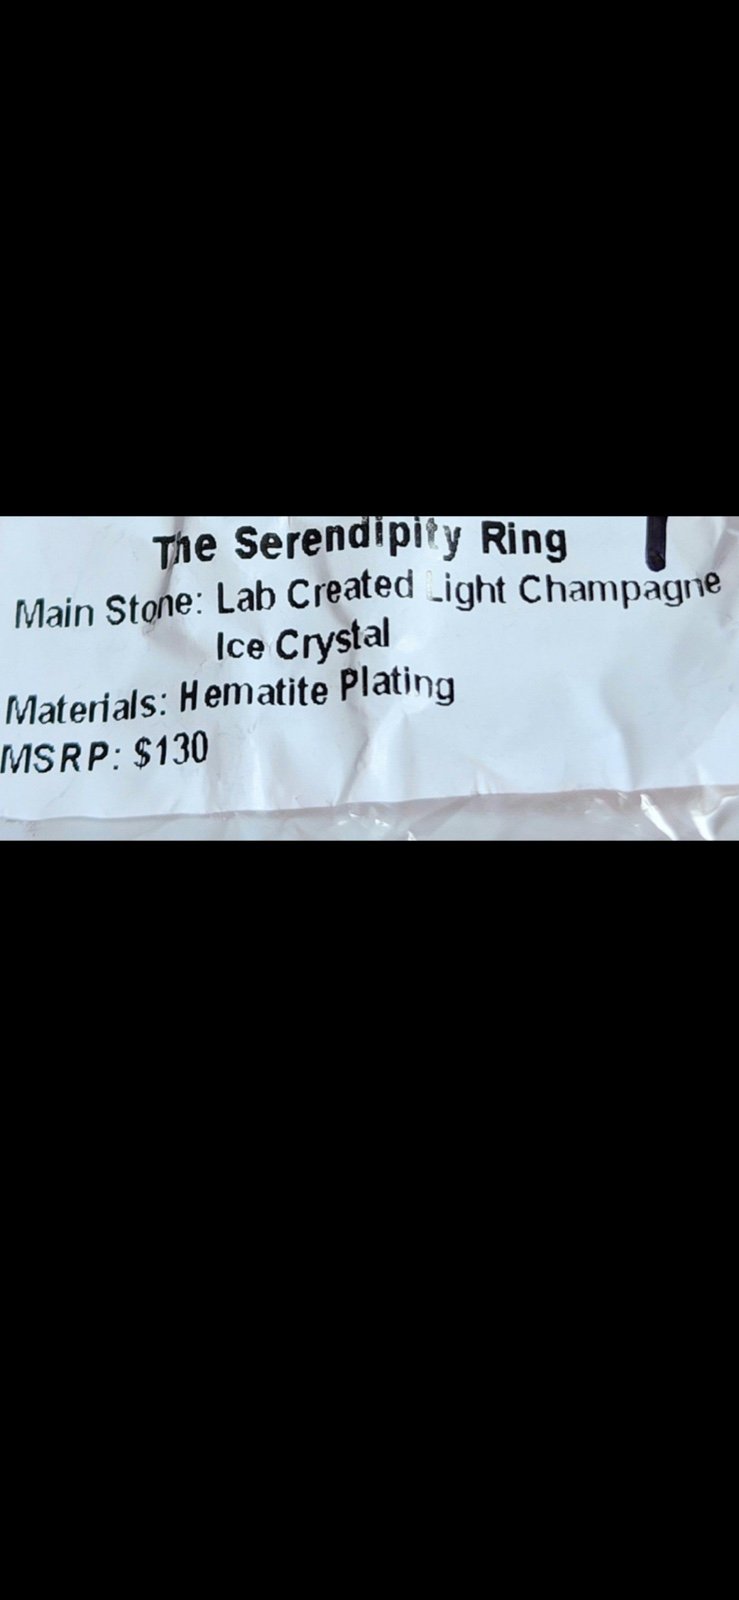 The Serendipity Ring
Main Stone: Lab Created Light Champagne
Ice Crystal
Materials: Hematite Plating
MSRP: $130